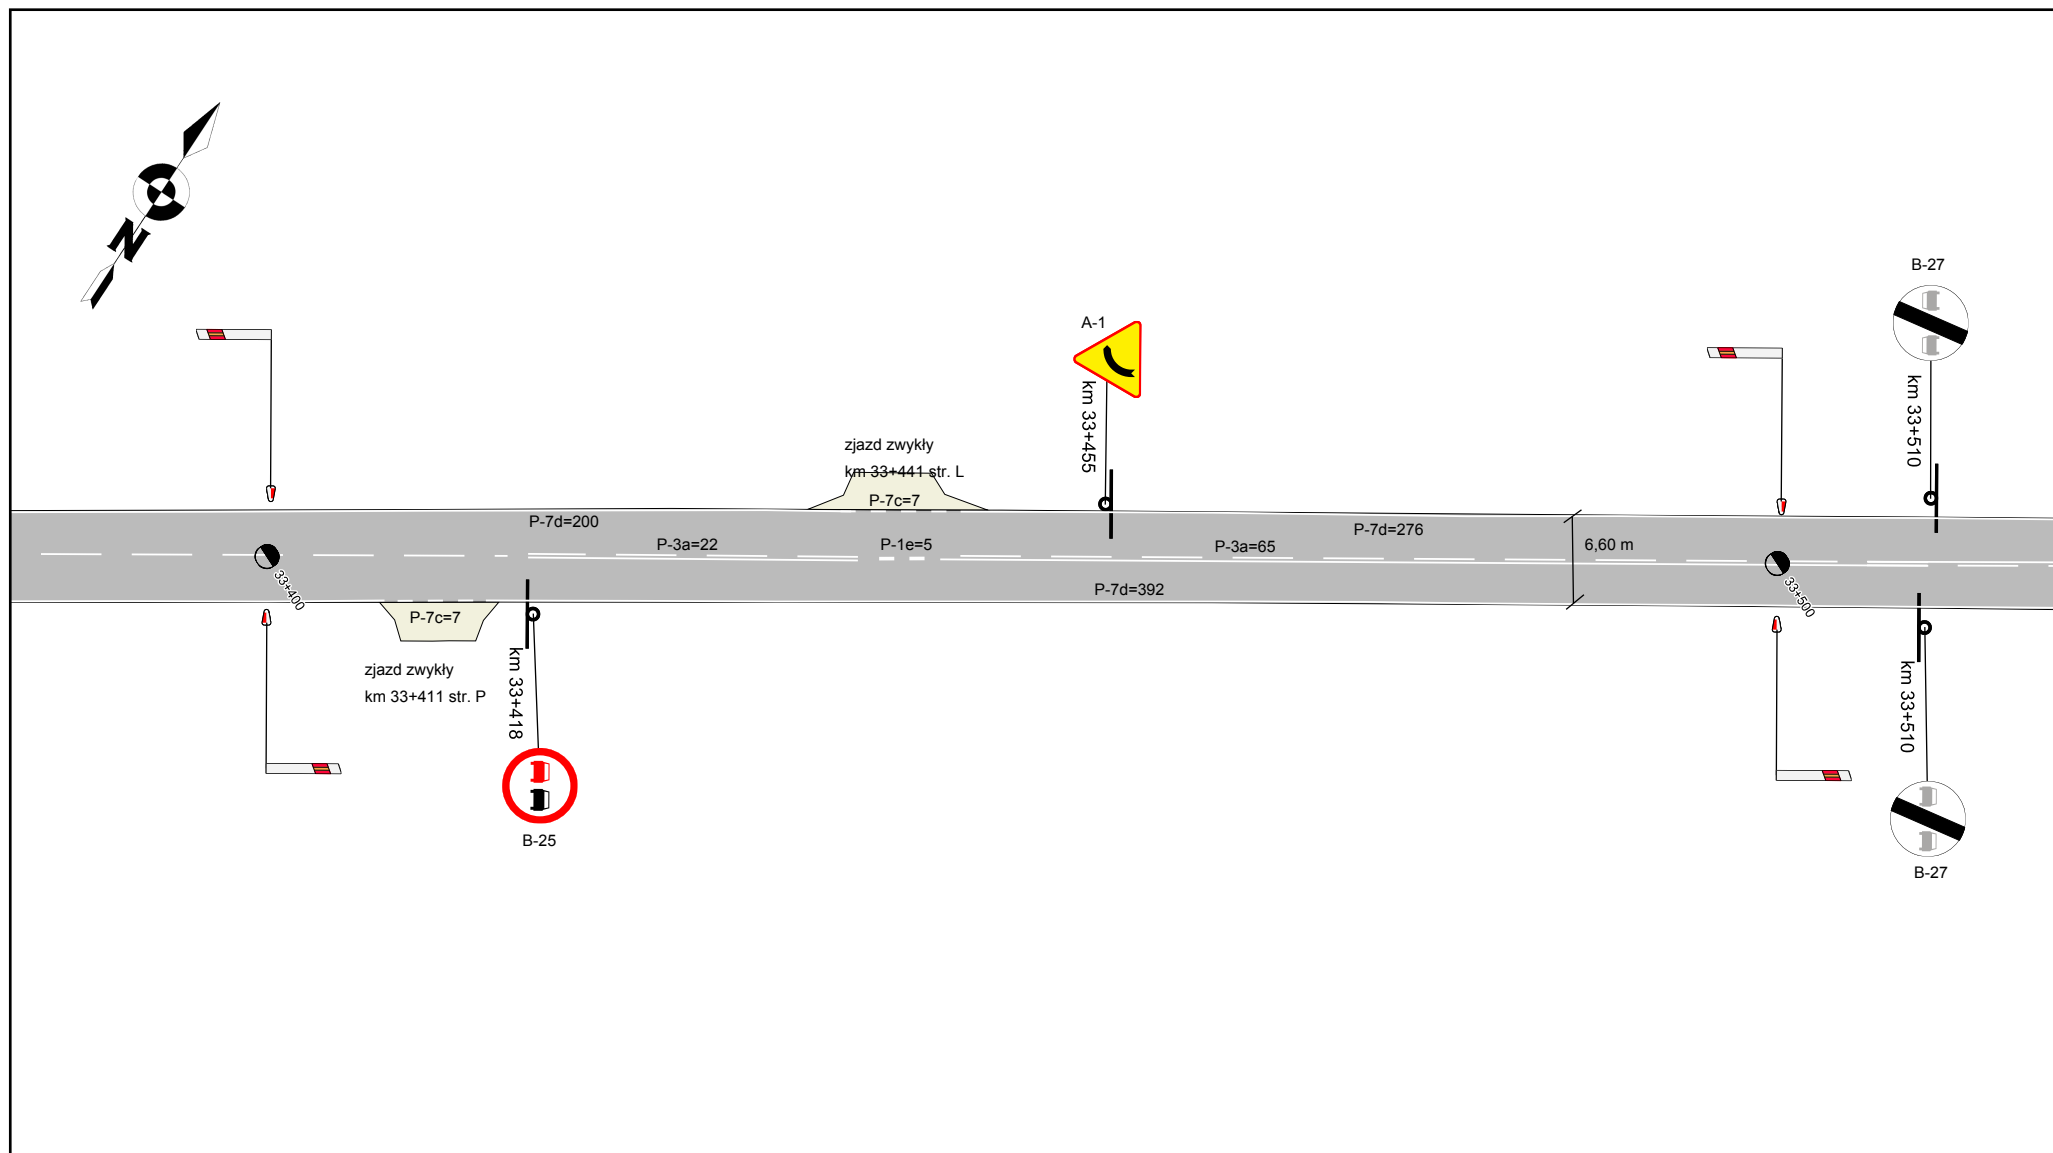 N
B-27
A-1
km 33+455
km 33+510
zjazd zwykły
km 33+441 str. L
P-7c=7
P-7d=200
P-7d=276
P-3a=22
P-1e=5
P-3a=65
6,60 m
33+400
33+500
P-7d=392
P-7c=7
zjazd zwykły
km 33+411 str. P
km 33+418
km 33+510
B-25
B-27